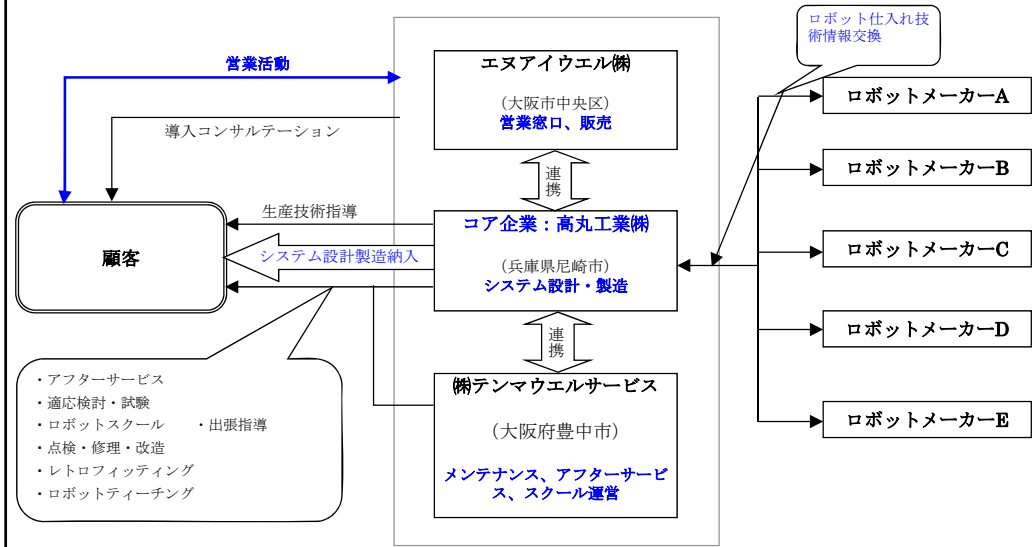 ロボット仕入れ技
術情報交換
営業活動
導入コンサルテーション
エヌアイウエル㈱
(大阪市中央区)
営業窓口、販売
連
携
ロボットメーカーA
ロボットメーカーB
ロボットメーカーC
ロボットメーカーD
ロボットメーカーE
顧客
生産技術指導
システム設計製造納入
コア企業：高丸工業㈱
(兵庫県尼崎市)
システム設計・製造
連
携
・アフターサービス
・適応検討・試験
・ロボットスクール ・出張指導
・点検・修理・改造
・レトロフィッティング
・ロボットティーチング
㈱テンマウエルサービス
(大阪府豊中市)
メンテナンス、アフターサービ
ス、スクール運営